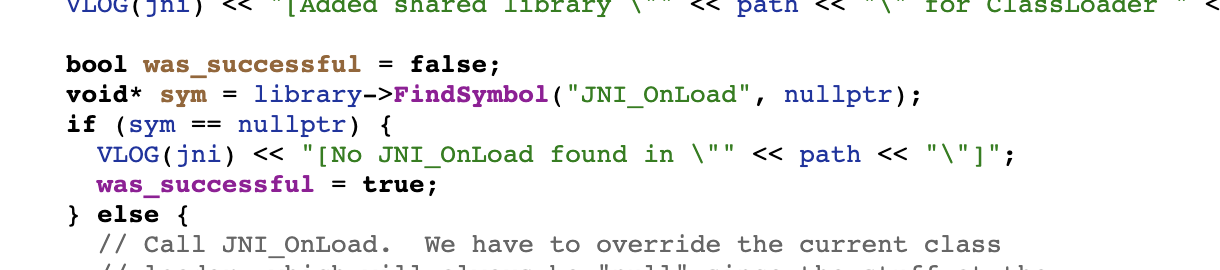 VLOG(jni) << "[Added shared library \"" << path << "\" for ClassLoader " <
bool was_successful = false;
void* sym = library->FindSymbol("JNI_OnLoad", nullptr);
if (sym == nullptr) {
VLOG(jni) << "[No JNI_OnLoad found in \"" << path << "\"]";
was_successful = true;
} else {
// Call JNI_OnLoad.  We have to override the current class